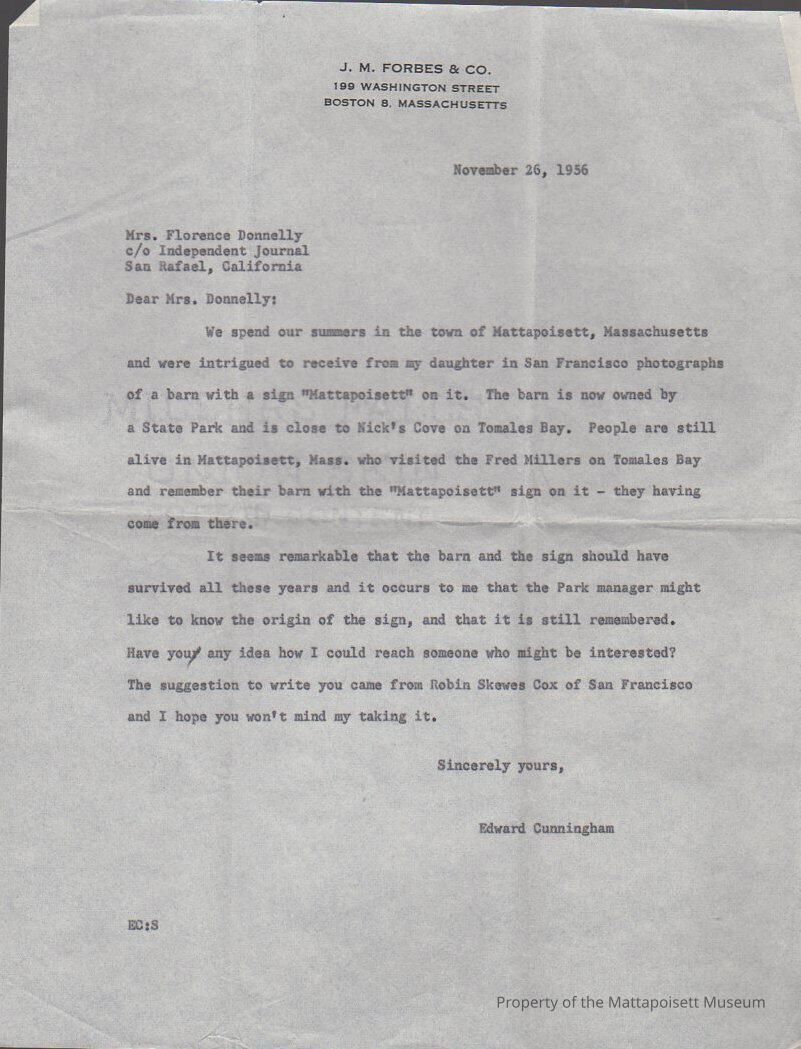 J. M. FORBES & CO.
199 WASHINGTON STREET
BOSTON 8, MASSACHUSETTS
November 26, 1956
Mrs. Florence Donnelly
c/o Independent Journal
San Rafael, California
Dear Mrs. Donnelly:
We spend our summers in the town of Mattapoisett, Massachusetts
and were intrigued to receive from my daughter in San Francisco photographs
of a barn with a sign "Mattapoisett" on it. The barn is now owned by
a State Park and is close to Nick's Cove on Tomales Bay. People are still
alive in Mattapoisett, Mass. who visited the Fred Millers on Tomales Bay
and remember their barn with the "Mattapoisett" sign on it - they having
come from there.
It seems remarkable that the barn and the sign should have
survived all these years and it occurs to me that the Park manager might
like to know the origin of the sign, and that it is still remembered.
Have you any idea how I could reach someone who might be interested?
The suggestion to write you came from Robin Skewes Cox of San Francisco
and I hope you won't mind my taking it.
Sincerely yours,
Edward Cunningham
EC:S
Property of the Mattapoisett Museum